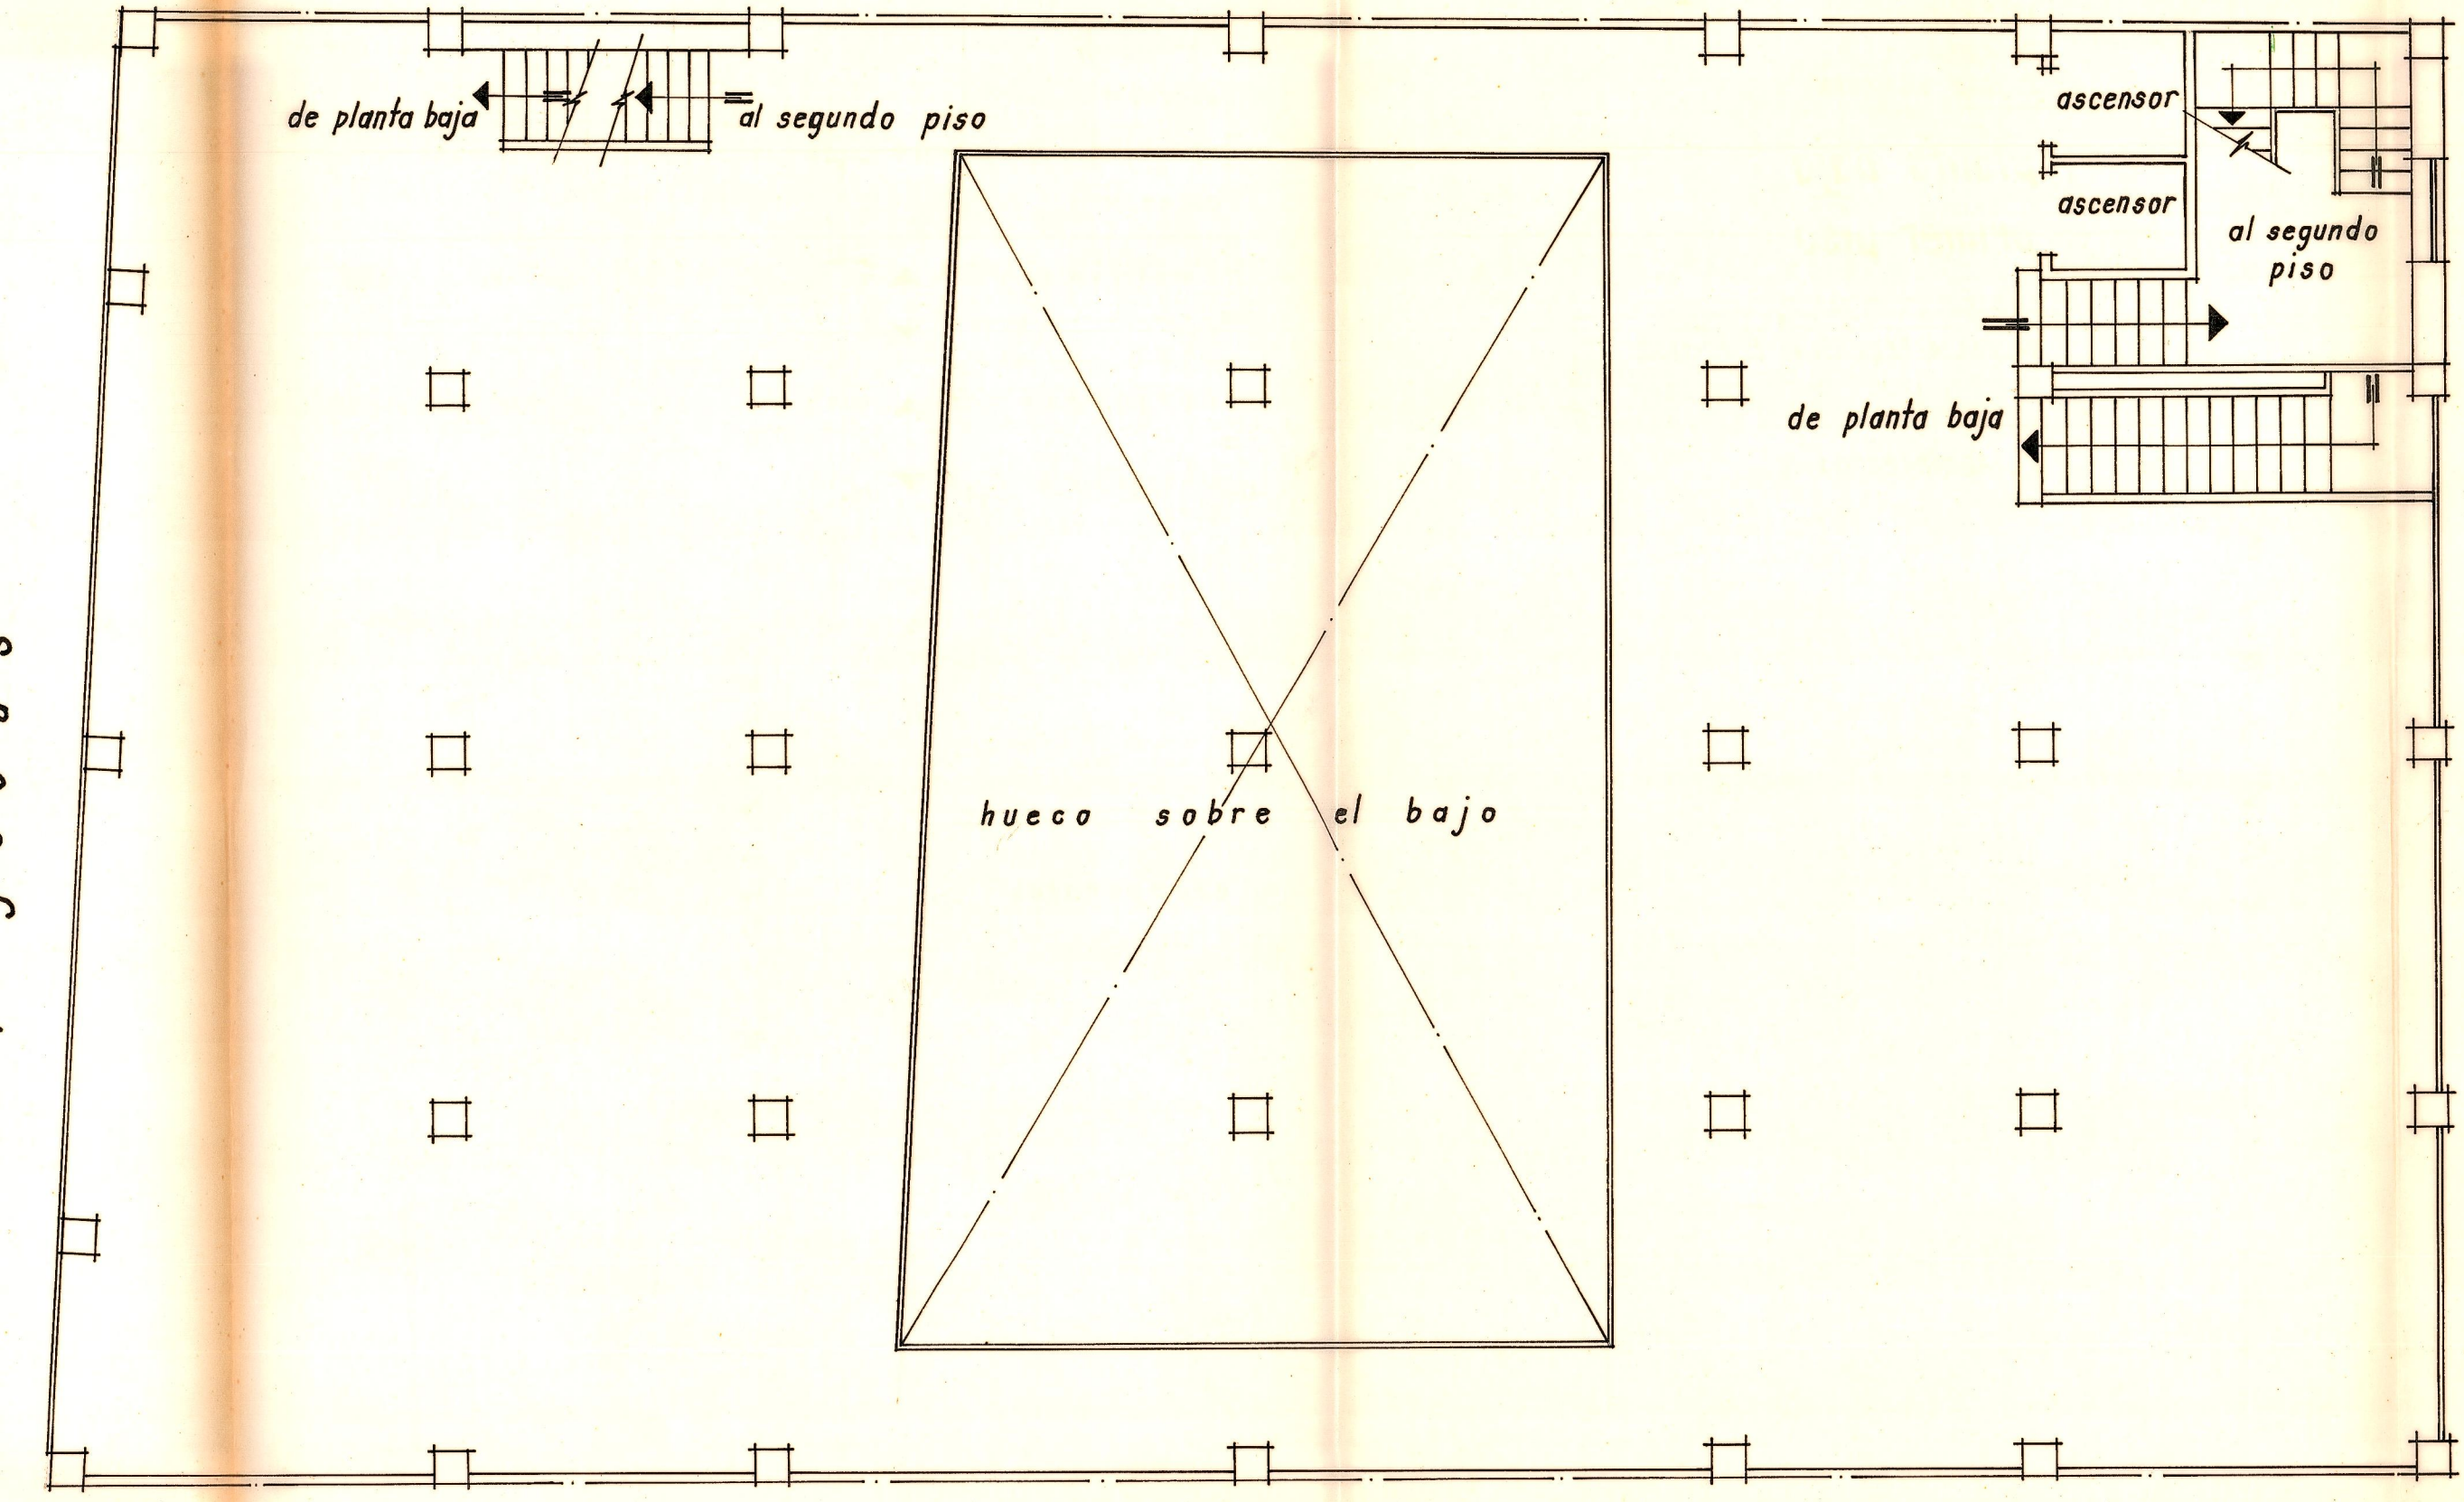 de planta baja
al segundo piso
ascensor
ascensor
al segundo
piso
de planta baja
hueco sobre el bajo